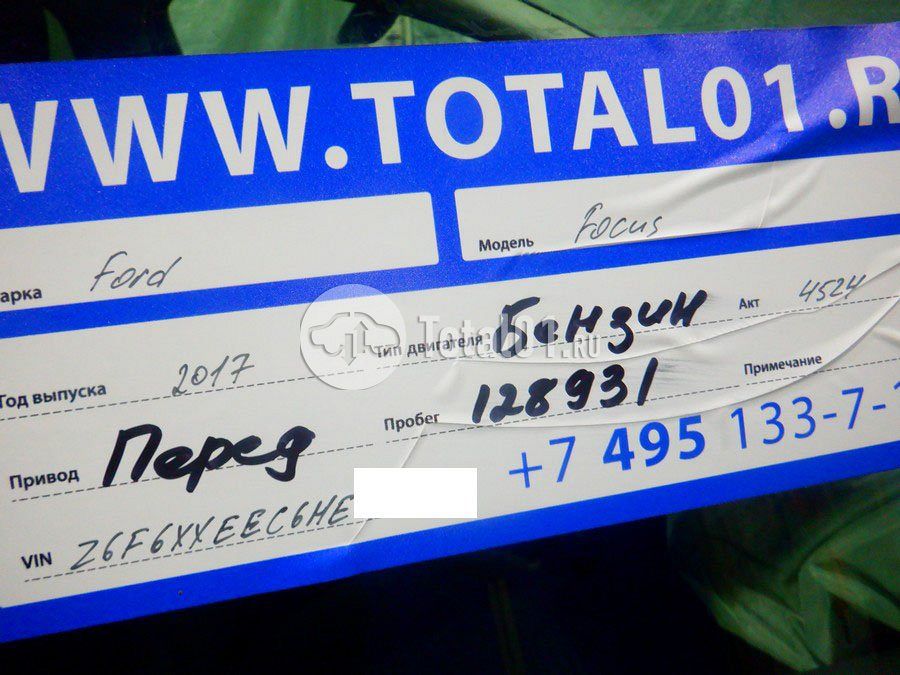 WWW.TOTAL01.R
арка Ford Модель Focus
Год выпуска 2017 Тип двигателя Бензин Акт 4524
Привод Перед Пробег 128931 Примечание
+7 495 133-7-
VIN Z6F6XXEEC6HE
Total01.RU